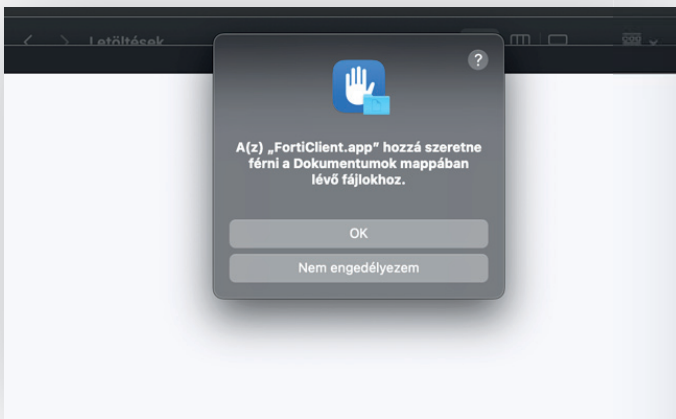 Letöltések
?
A(z) „FortiClient.app” hozzá szeretne
férni a Dokumentumok mappában
lévő fájlokhoz.
OK
Nem engedélyezem